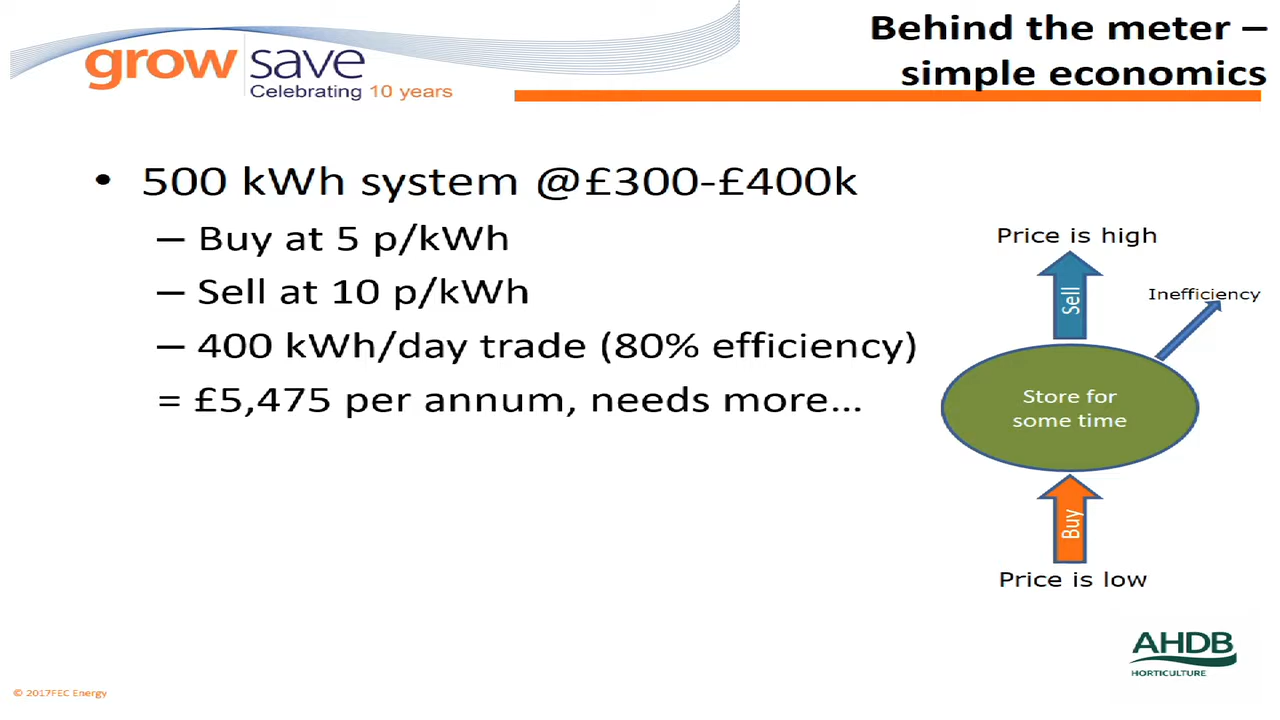 Behind the meter –
simple economics
grow save
Celebrating 10 years
• 500 kWh system @£300-£400k
– Buy at 5 p/kWh
– Sell at 10 p/kWh
– 400 kWh/day trade (80% efficiency)
= £5,475 per annum, needs more…
Price is high
Sell
Inefficiency
Store for
some time
Buy
Price is low
AHDB
HORTICULTURE
© 2017FEC Energy